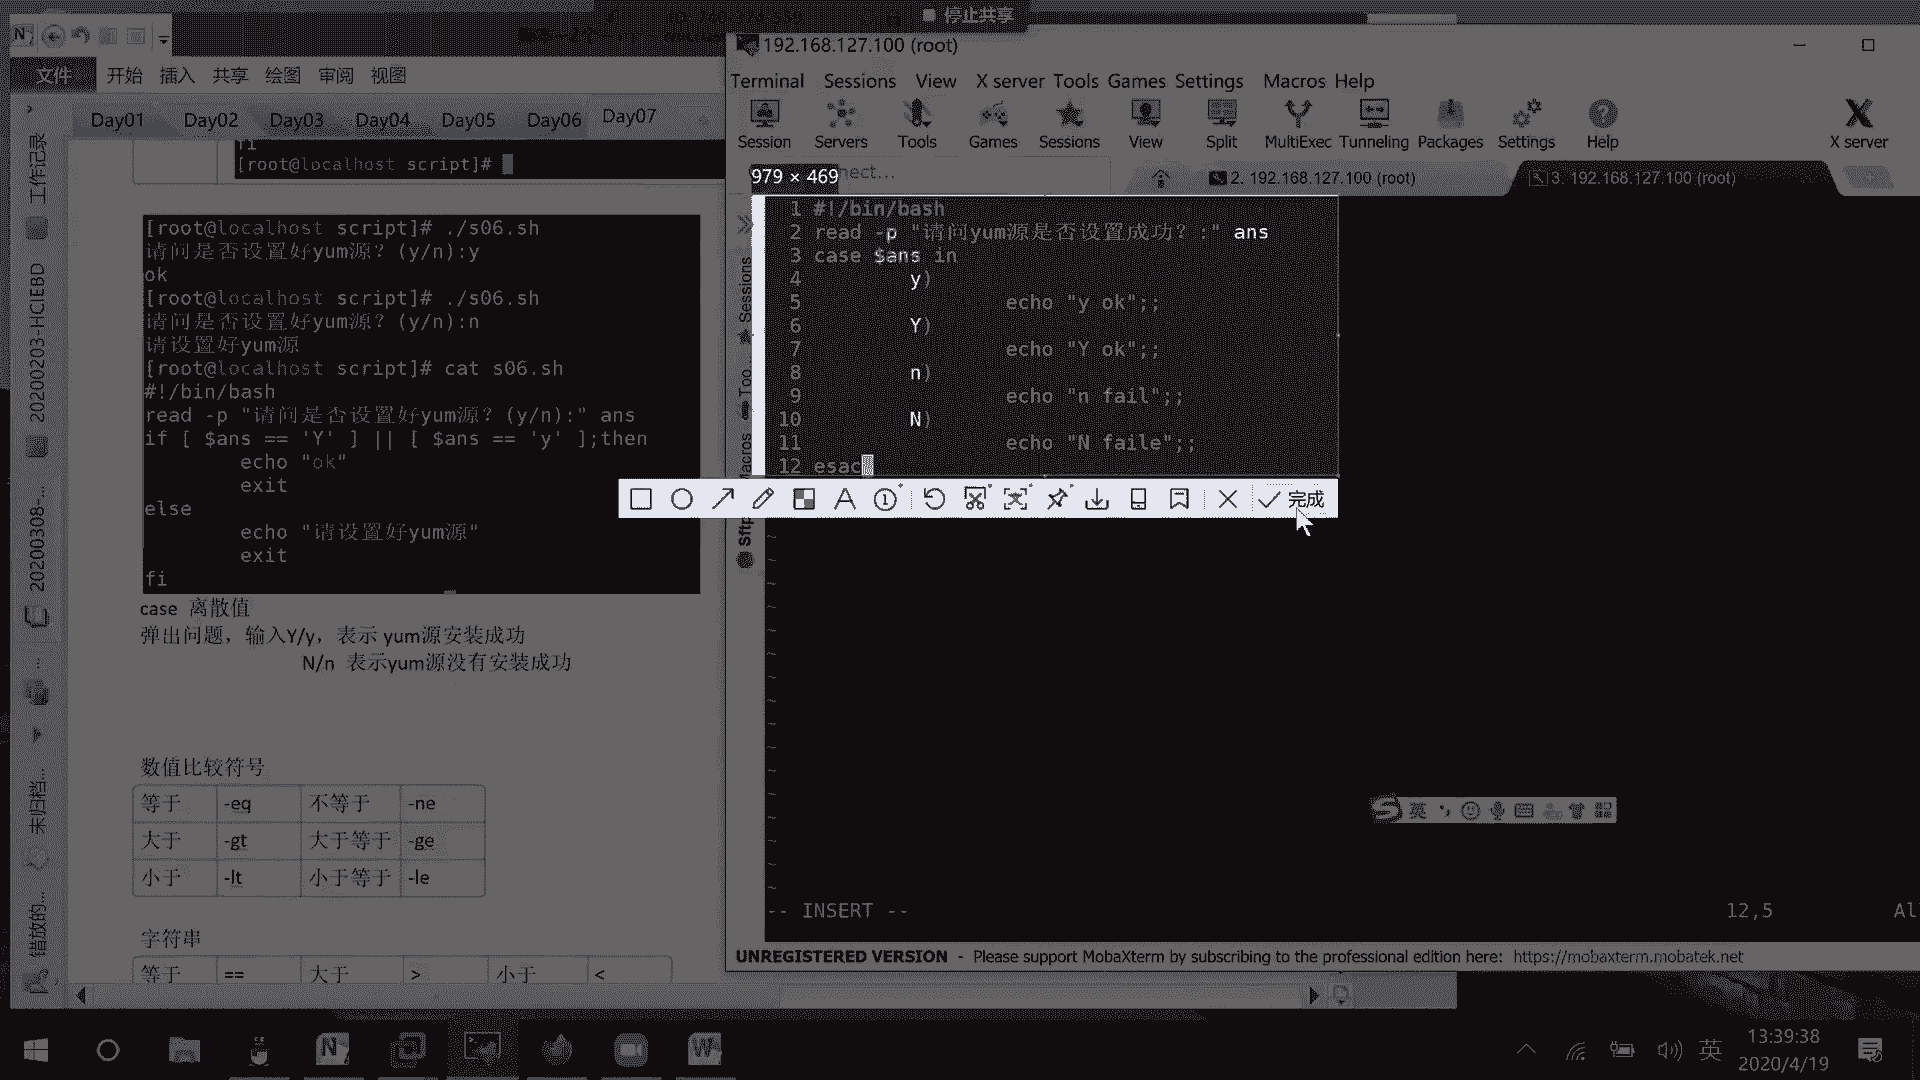 停止共享
文件 开始 插入 共享 绘图 审阅 视图
Day01 Day02 Day03 Day04 Day05 Day06 Day07
工作记录
20200203-HCIEBD
20200308-...
未归档...
错放的...
fi
[root@localhost script]#
[root@localhost script]# ./s06.sh
请问是否设置好yum源? (y/n):y
ok
[root@localhost script]# ./s06.sh
请问是否设置好yum源? (y/n):n
请设置好yum源
[root@localhost script]# cat s06.sh
#!/bin/bash
read -p "请问是否设置好yum源? (y/n):" ans
if [ $ans == 'Y' ] || [ $ans == 'y' ];then
echo "ok"
exit
else
echo "请设置好yum源"
exit
fi
case 离散值
弹出问题，输入Y/y，表示 yum源安装成功
N/n 表示yum源没有安装成功
数值比较符号
等于 -eq 不等于 -ne
大于 -gt 大于等于 -ge
小于 -lt 小于等于 -le
字符串
等于 == 大于 > 小于 <
192.168.127.100 (root)
Terminal Sessions View X server Tools Games Settings Macros Help
Session Servers Tools Games Sessions View Split MultiExec Tunneling Packages Settings Help X server
979 × 469
2. 192.168.127.100 (root)
3. 192.168.127.100 (root)
Sessions
Too...
Macros
Sftp
1 #!/bin/bash
2 read -p "请问yum源是否设置成功? :" ans
3 case $ans in
4 y)
5 echo "y ok";;
6 Y)
7 echo "Y ok";;
8 n)
9 echo "n fail";;
10 N)
11 echo "N faile";;
12 esac
完成
英
-- INSERT --
12,5
UNREGISTERED VERSION - Please support MobaXterm by subscribing to the professional edition here: https://mobaxterm.mobatek.net
英
13:39:38
2020/4/19